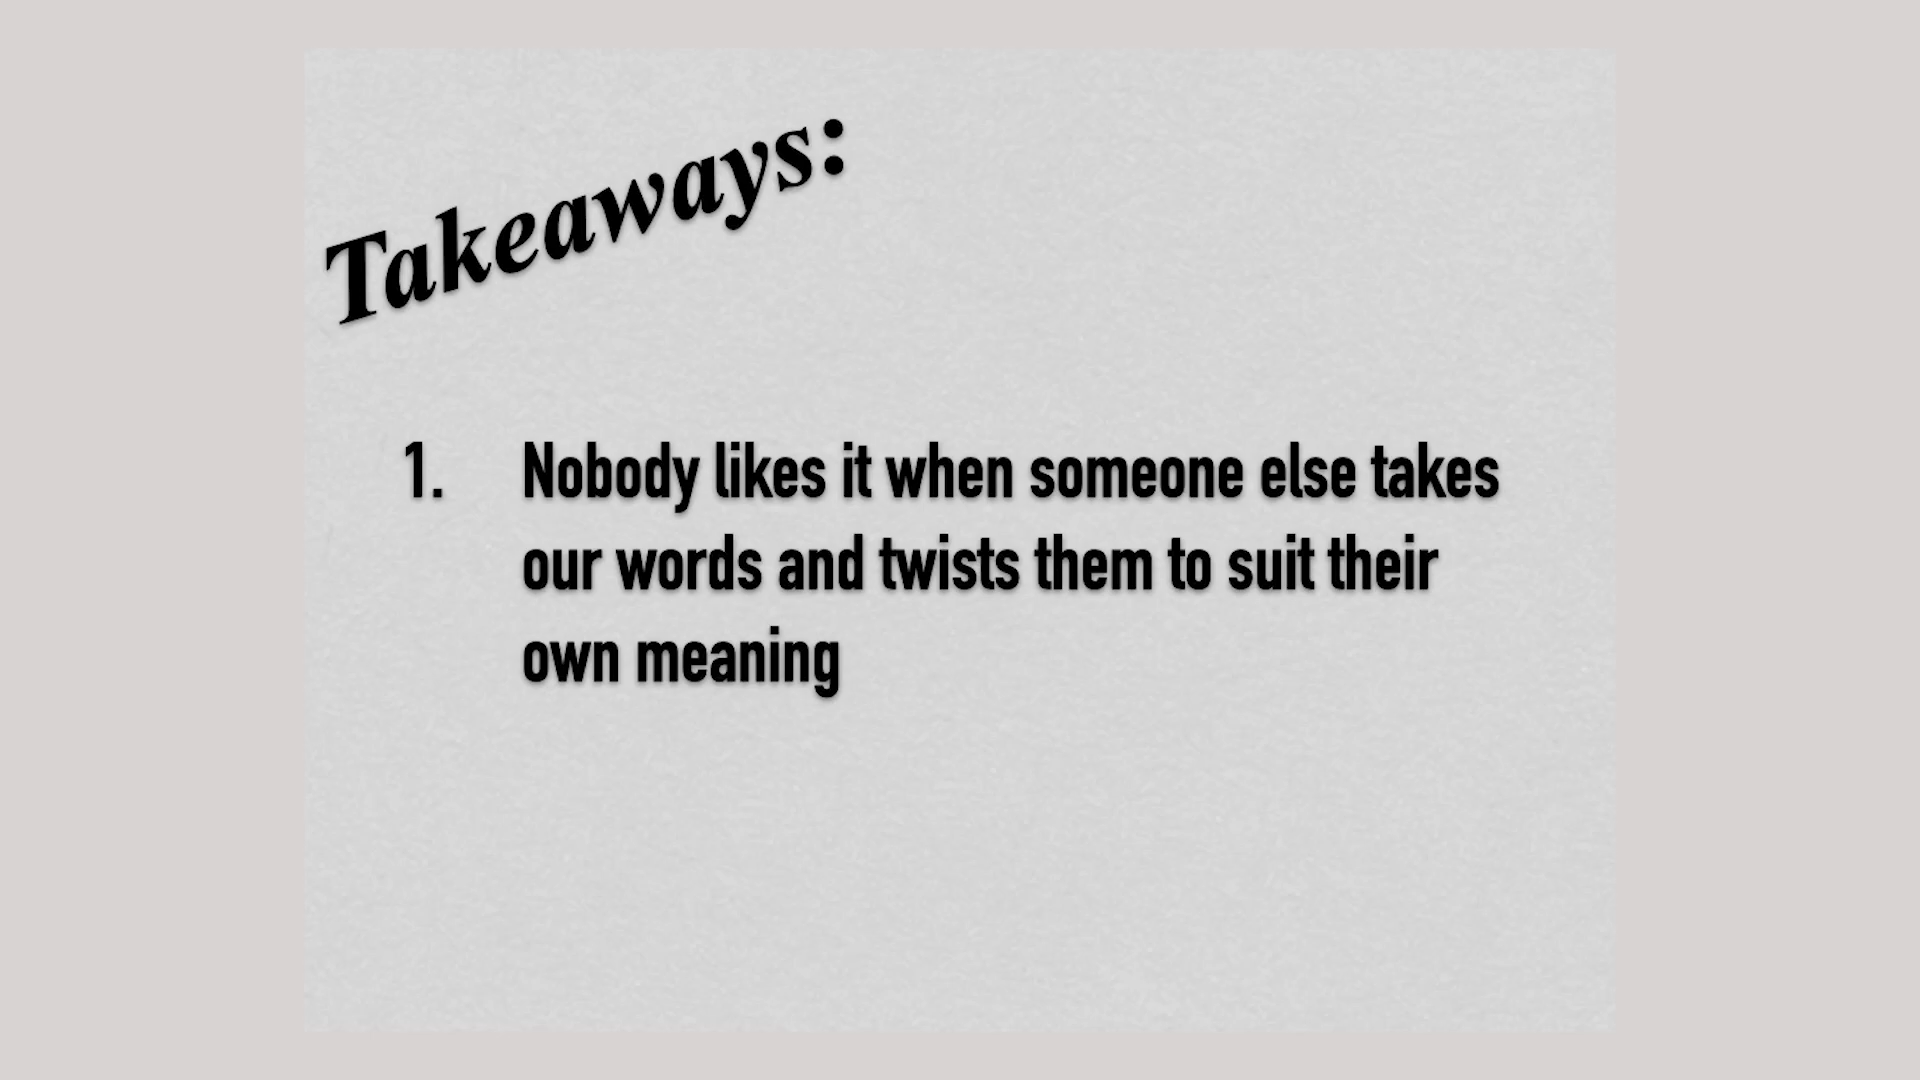 Takeaways:
1. Nobody likes it when someone else takes
our words and twists them to suit their
own meaning